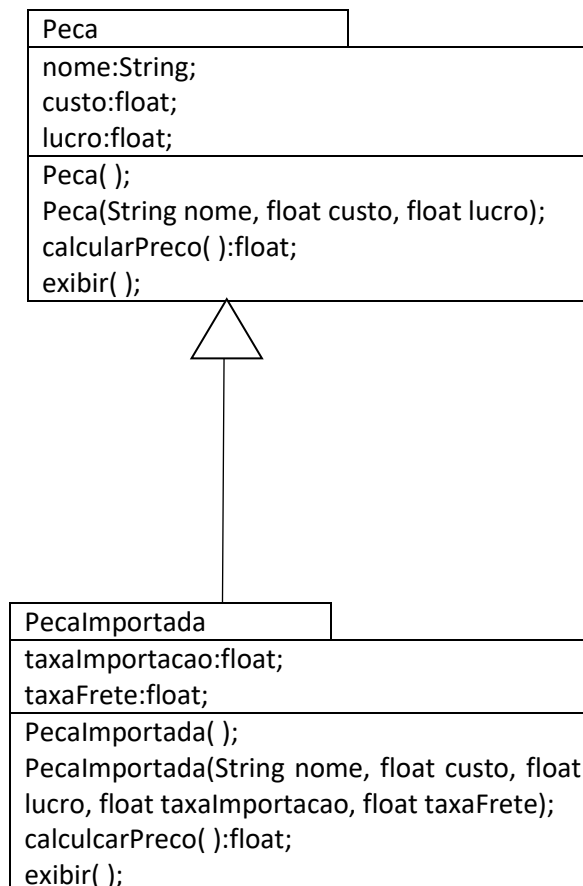 Peca
nome:String;
custo:float;
lucro:float;
Peca( );
Peca(String nome, float custo, float lucro);
calcularPreco( ):float;
exibir( );
PecaImportada
taxaImportacao:float;
taxaFrete:float;
PecaImportada( );
PecaImportada(String nome, float custo, float
lucro, float taxaImportacao, float taxaFrete);
calculcarPreco( ):float;
exibir( );